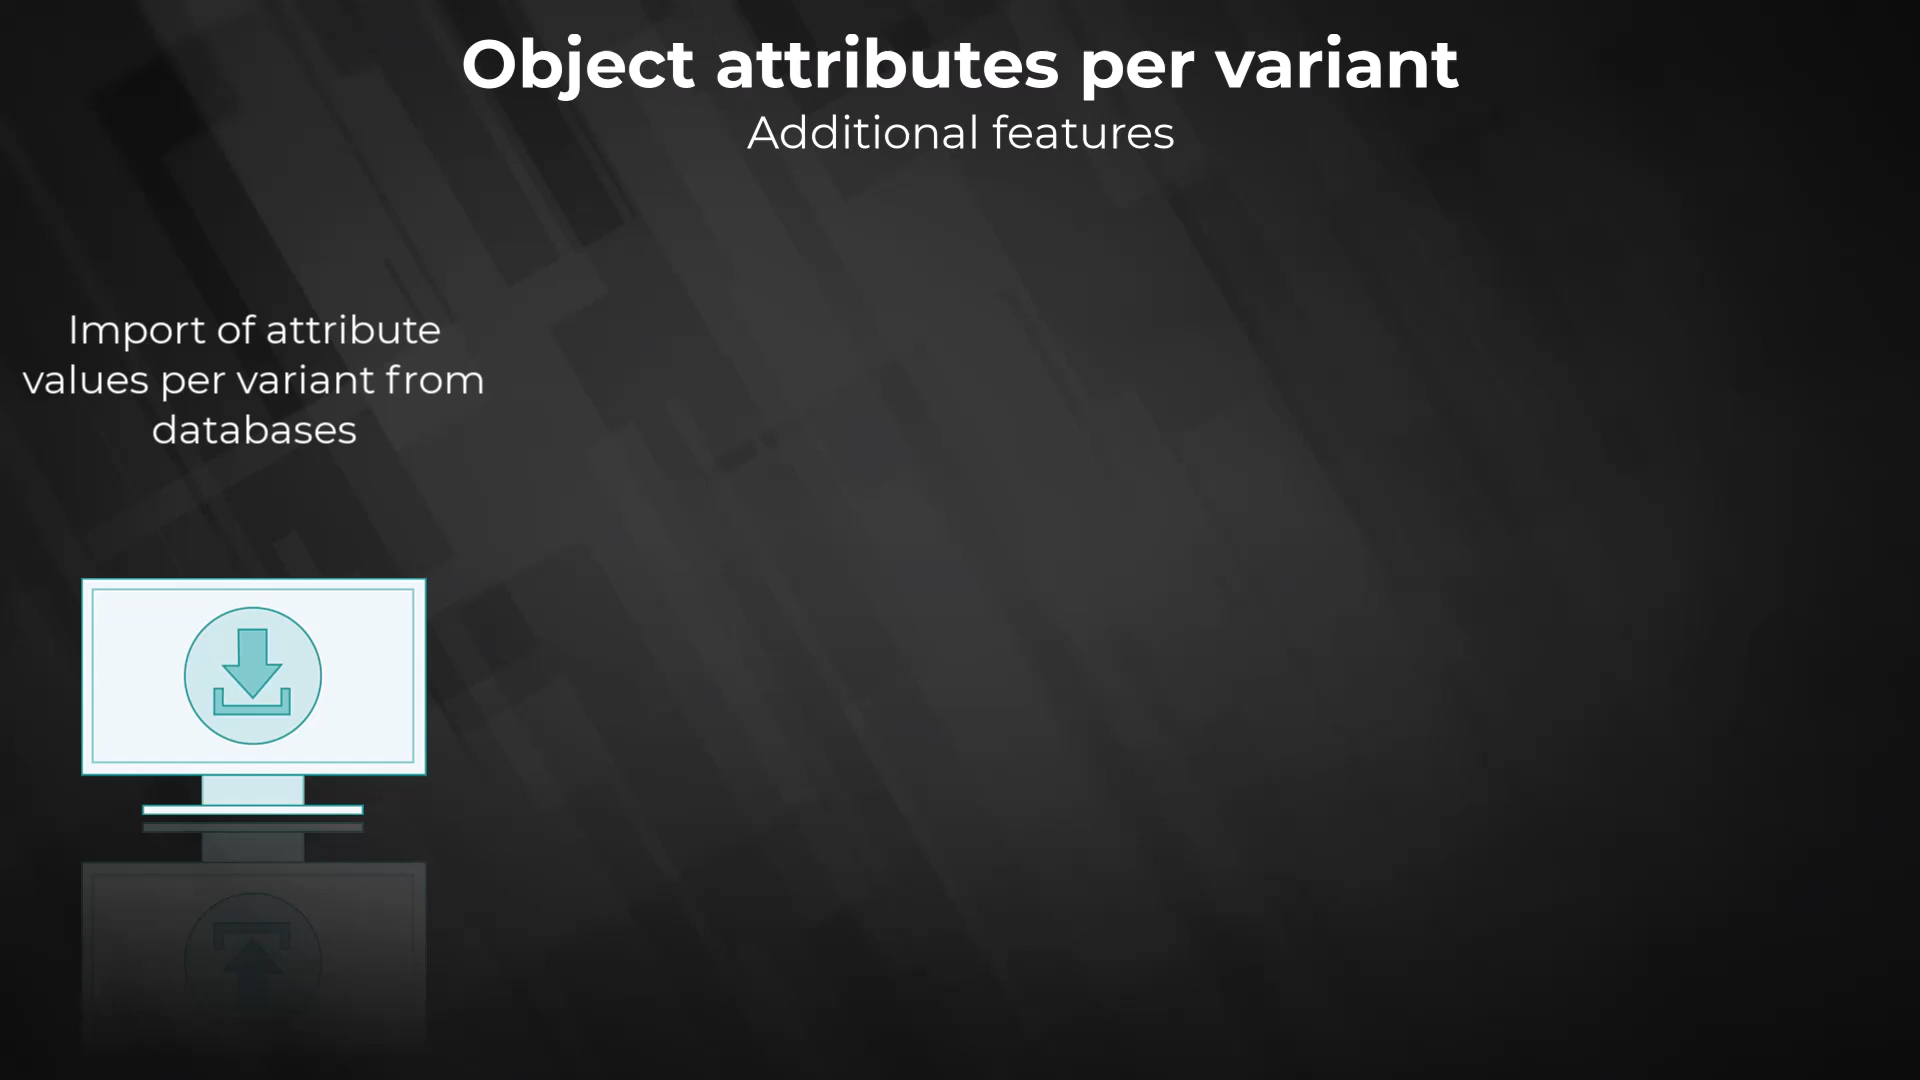 Object attributes per variant
Additional features
Import of attribute
values per variant from
databases